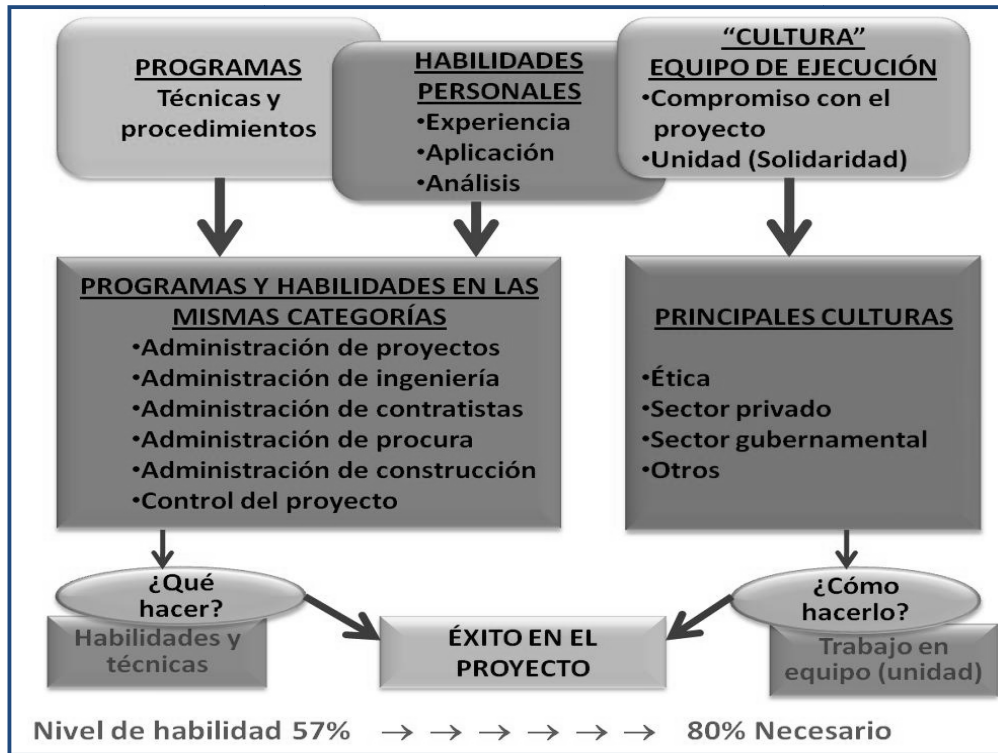 PROGRAMAS
Técnicas y
procedimientos
HABILIDADES
PERSONALES
•Experiencia
•Aplicación
•Análisis
“CULTURA”
EQUIPO DE EJECUCIÓN
•Compromiso con el
proyecto
•Unidad (Solidaridad)
PROGRAMAS Y HABILIDADES EN LAS
MISMAS CATEGORÍAS
•Administración de proyectos
•Administración de ingeniería
•Administración de contratistas
•Administración de procura
•Administración de construcción
•Control del proyecto
PRINCIPALES CULTURAS
•Ética
•Sector privado
•Sector gubernamental
•Otros
¿Qué
hacer?
Habilidades y
técnicas
ÉXITO EN EL
PROYECTO
¿Cómo
hacerlo?
Trabajo en
equipo (unidad)
Nivel de habilidad 57% → → → → → → 80% Necesario